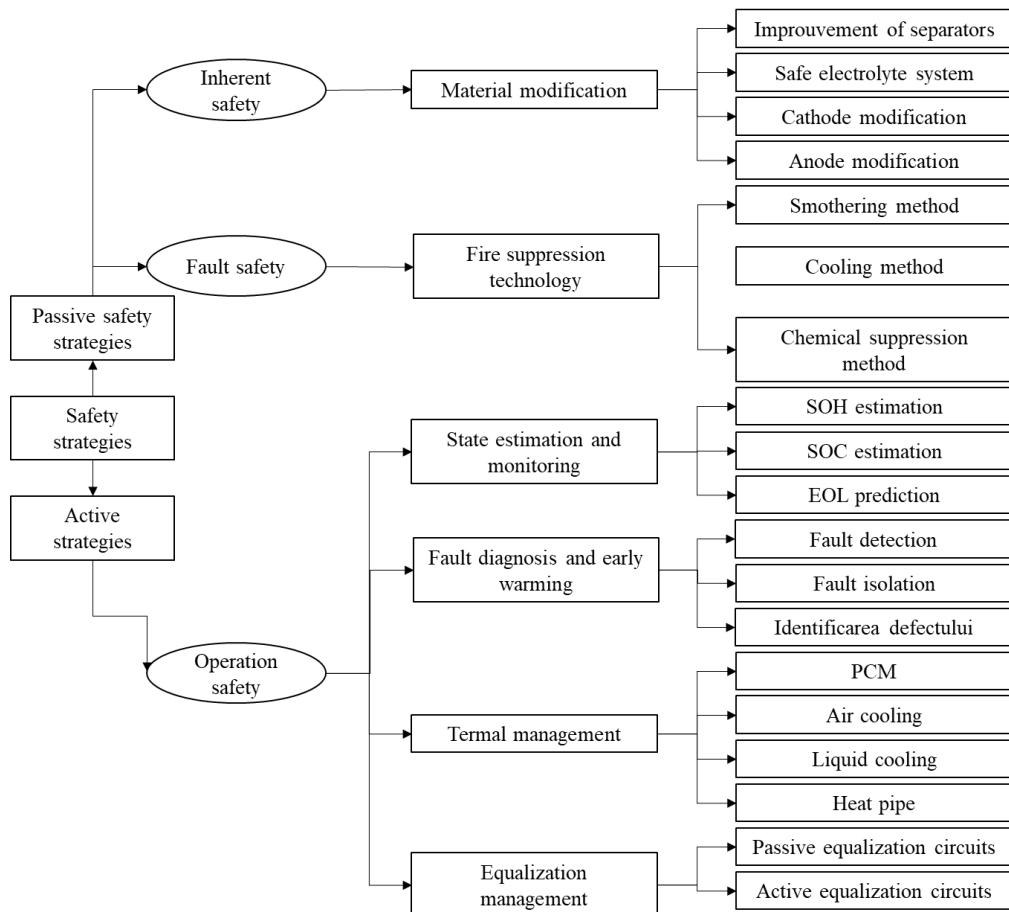 Inherent
safety
Material modification
Improuvement of separators
Safe electrolyte system
Cathode modification
Anode modification
Fault safety
Fire suppression
technology
Smothering method
Cooling method
Chemical suppression
method
Passive safety
strategies
Safety
strategies
Active
strategies
Operation
safety
State estimation and
monitoring
SOH estimation
SOC estimation
EOL prediction
Fault diagnosis and early
warming
Fault detection
Fault isolation
Identificarea defectului
Termal management
PCM
Air cooling
Liquid cooling
Heat pipe
Equalization
management
Passive equalization circuits
Active equalization circuits